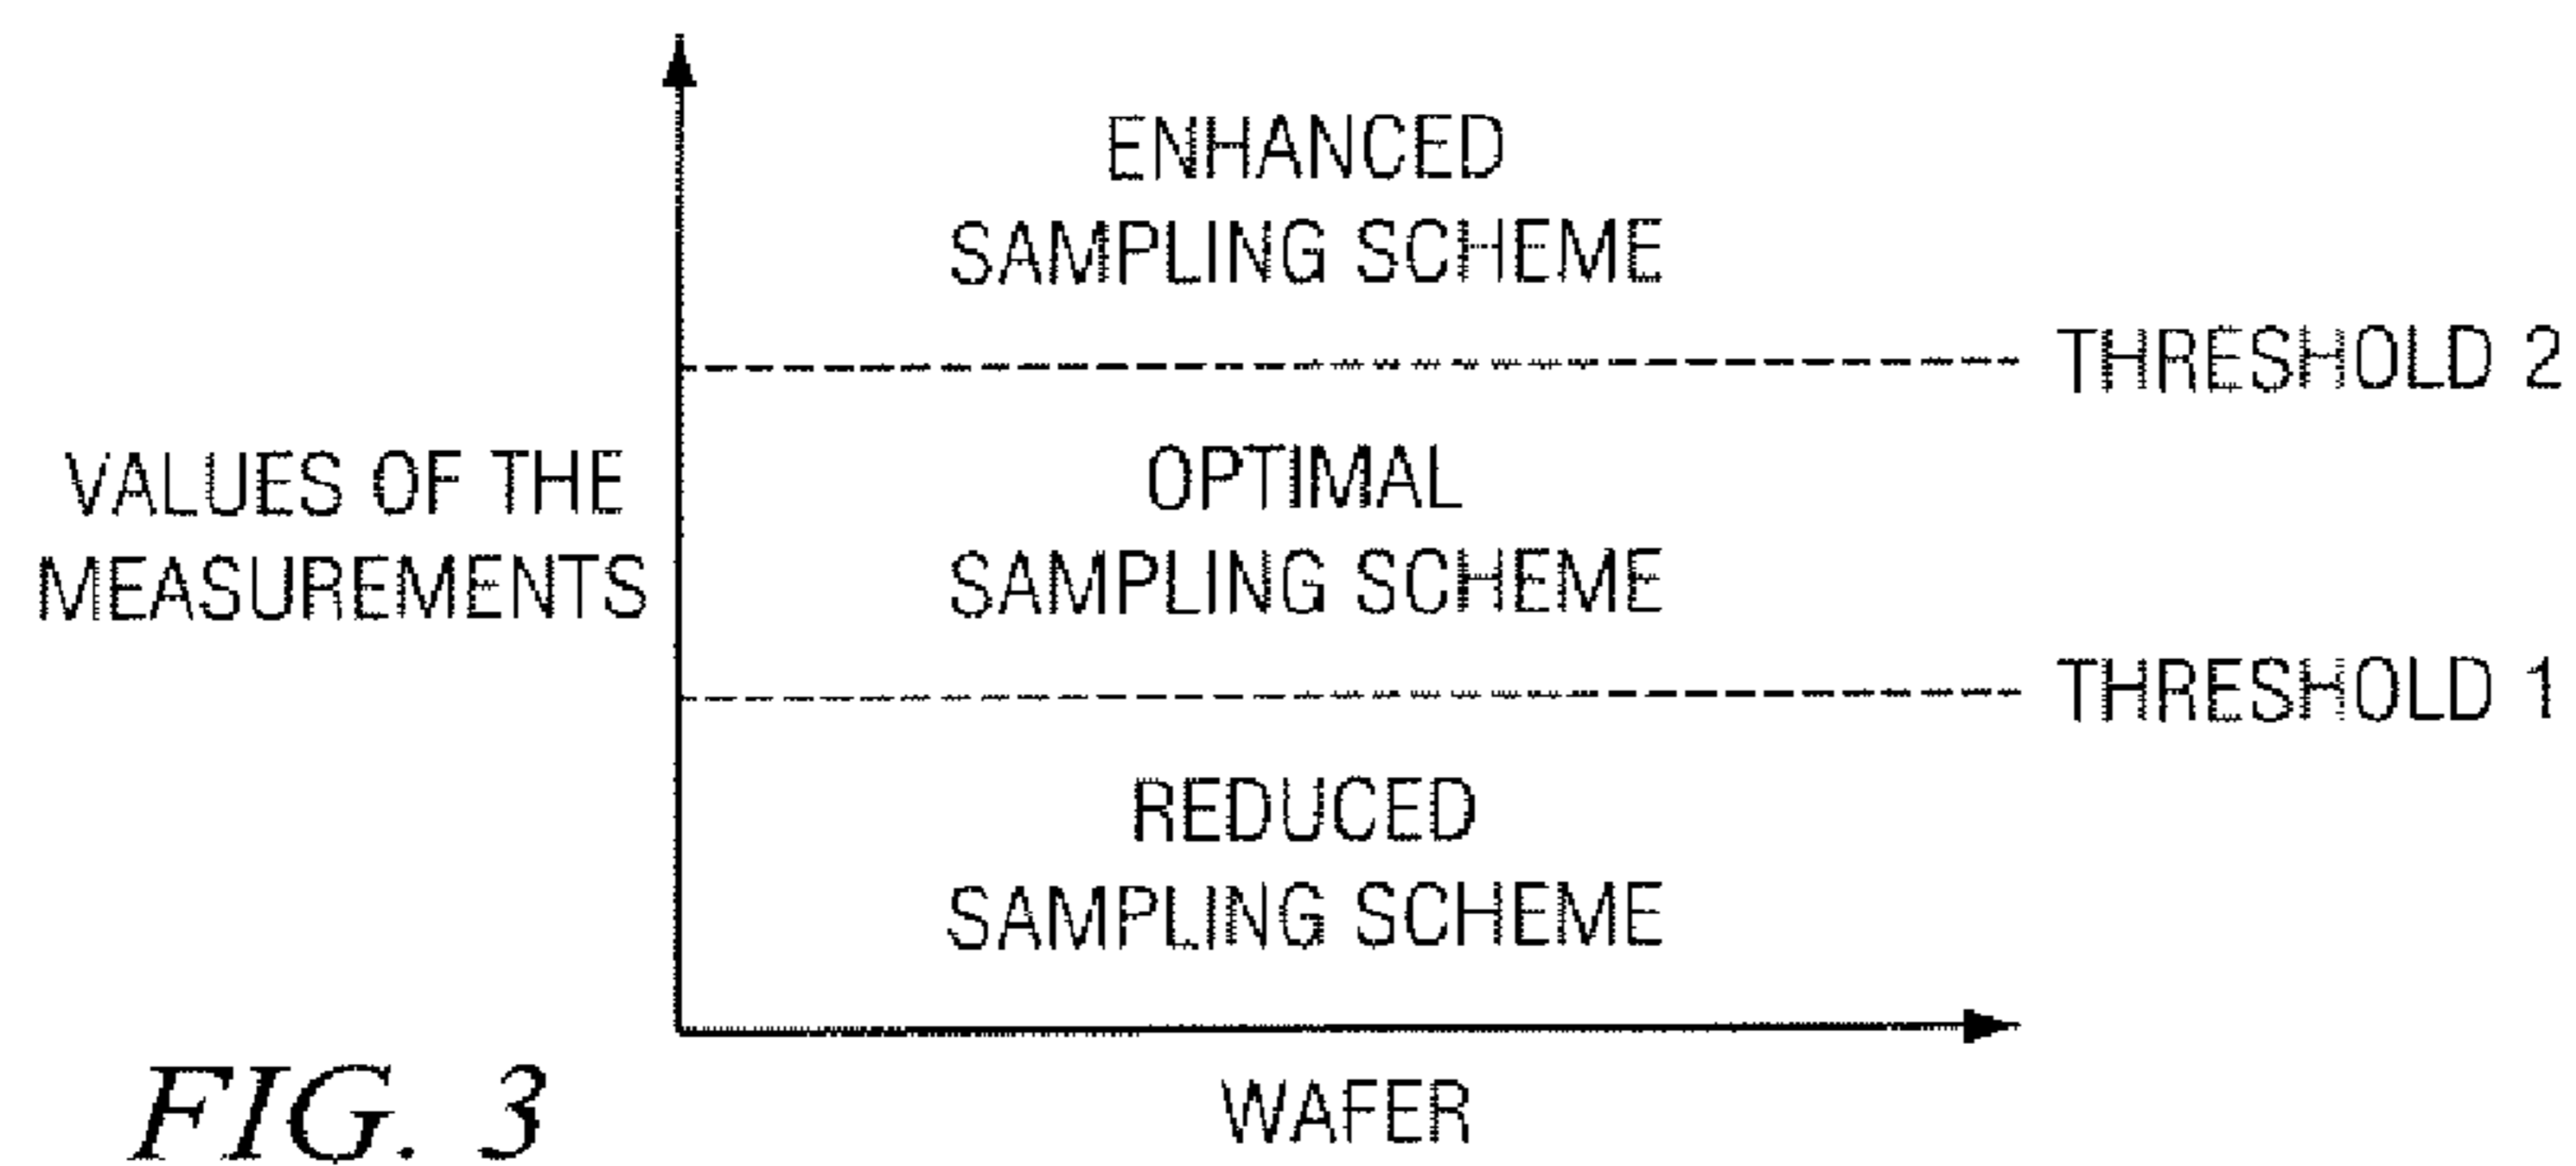 ENHANCED
SAMPLING SCHEME
THRESHOLD 2
VALUES OF THE
MEASUREMENTS
OPTIMAL
SAMPLING SCHEME
THRESHOLD 1
REDUCED
SAMPLING SCHEME
WAFER
FIG. 3